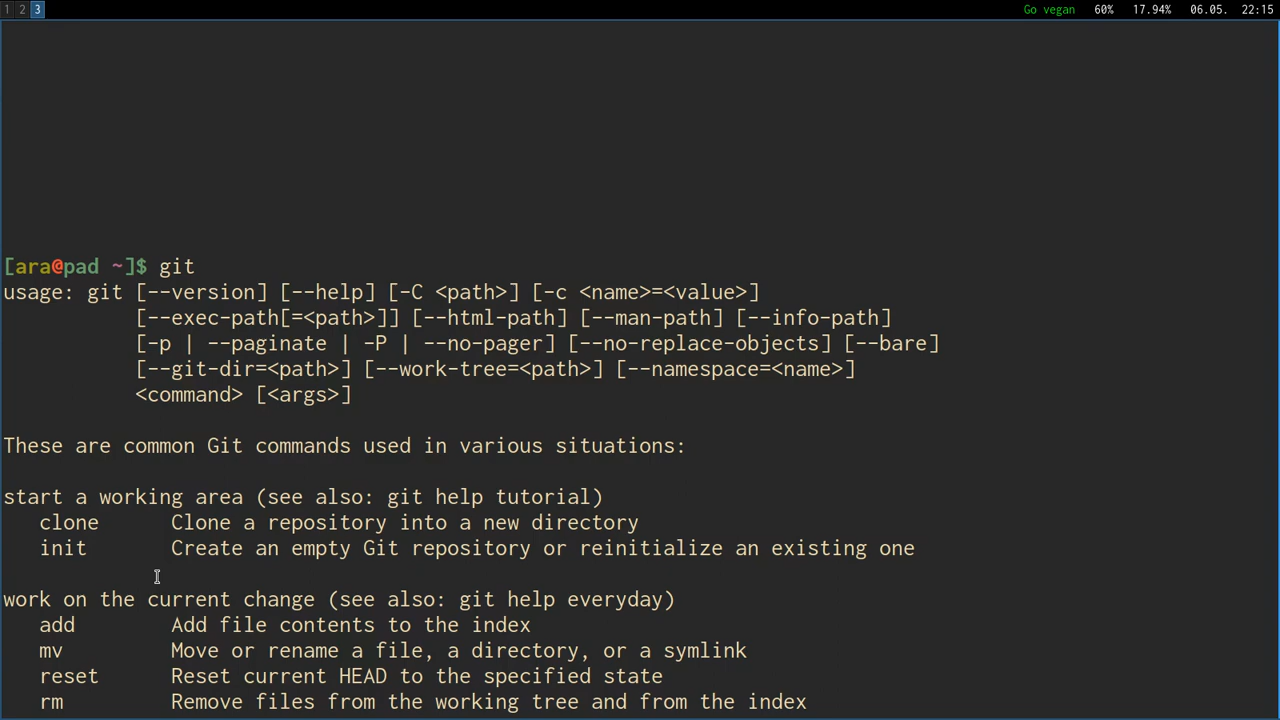 1 2 3 Go vegan 60% 17.94% 06.05. 22:15
[ara@pad ~]$ git
usage: git [--version] [--help] [-C <path>] [-c <name>=<value>]
           [--exec-path[=<path>]] [--html-path] [--man-path] [--info-path]
           [-p | --paginate | -P | --no-pager] [--no-replace-objects] [--bare]
           [--git-dir=<path>] [--work-tree=<path>] [--namespace=<name>]
           <command> [<args>]
These are common Git commands used in various situations:
start a working area (see also: git help tutorial)
   clone      Clone a repository into a new directory
   init       Create an empty Git repository or reinitialize an existing one
work on the current change (see also: git help everyday)
   add        Add file contents to the index
   mv         Move or rename a file, a directory, or a symlink
   reset      Reset current HEAD to the specified state
   rm         Remove files from the working tree and from the index